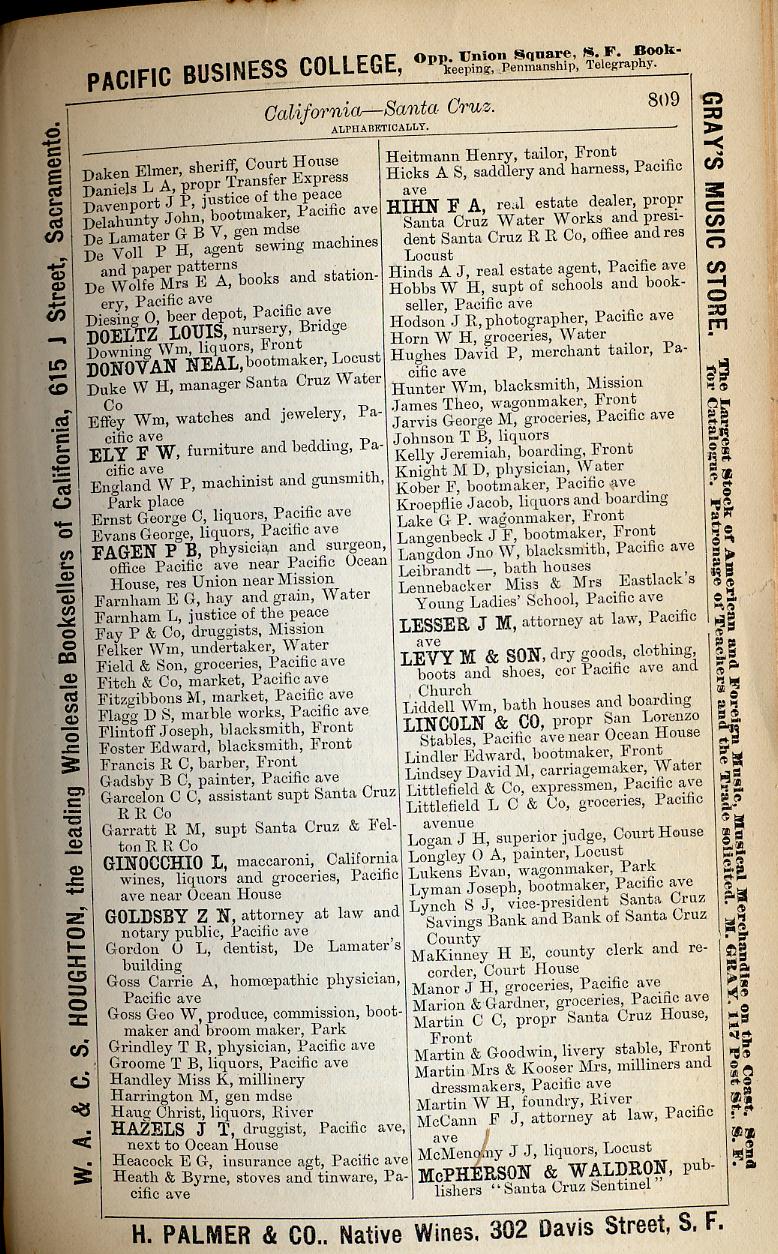 PACIFIC BUSINESS COLLEGE, Opp. Union Square, S. F. Book-
keeping, Penmanship, Telegraphy.
California—Santa Cruz.
809
ALPHABETICALLY.
Daken Elmer, sheriff, Court House
Daniels L A, propr Transfer Express
Davenport J P, justice of the peace
Delahunty John, bootmaker, Pacific ave
De Lamater G B V, gen mdse
De Voll P H, agent sewing machines
and paper patterns
De Wolfe Mrs E A, books and station-
ery, Pacific ave
Diesing O, beer depot, Pacific ave
DOELTZ LOUIS, nursery, Bridge
Downing Wm, liquors, Front
DONOVAN NEAL, bootmaker, Locust
Duke W H, manager Santa Cruz Water
Co
Effey Wm, watches and jewelery, Pa-
cific ave
ELY F W, furniture and bedding, Pa-
cific ave
England W P, machinist and gunsmith,
Park place
Ernst George C, liquors, Pacific ave
Evans George, liquors, Pacific ave
FAGEN P B, physician and surgeon,
office Pacific ave near Pacific Ocean
House, res Union near Mission
Farnham E G, hay and grain, Water
Farnham L, justice of the peace
Fay P & Co, druggists, Mission
Felker Wm, undertaker, Water
Field & Son, groceries, Pacific ave
Fitch & Co, market, Pacific ave
Fitzgibbons M, market, Pacific ave
Flagg D S, marble works, Pacific ave
Flintoff Joseph, blacksmith, Front
Foster Edward, blacksmith, Front
Francis R C, barber, Front
Gadsby B C, painter, Pacific ave
Garcelon C C, assistant supt Santa Cruz
R R Co
Garratt R M, supt Santa Cruz & Fel-
ton R R Co
GINOCCHIO L, maccaroni, California
wines, liquors and groceries, Pacific
ave near Ocean House
GOLDSBY Z N, attorney at law and
notary public, Pacific ave
Gordon O L, dentist, De Lamater's
building
Goss Carrie A, homœpathic physician,
Pacific ave
Goss Geo W, produce, commission, boot-
maker and broom maker, Park
Grindley T R, physician, Pacific ave
Groome T B, liquors, Pacific ave
Handley Miss K, millinery
Harrington M, gen mdse
Haug Christ, liquors, River
HAZELS J T, druggist, Pacific ave,
next to Ocean House
Heacock E G, insurance agt, Pacific ave
Heath & Byrne, stoves and tinware, Pa-
cific ave
Heitmann Henry, tailor, Front
Hicks A S, saddlery and harness, Pacific
ave
HIHN F A, real estate dealer, propr
Santa Cruz Water Works and presi-
dent Santa Cruz R R Co, office and res
Locust
Hinds A J, real estate agent, Pacific ave
Hobbs W H, supt of schools and book-
seller, Pacific ave
Hodson J R, photographer, Pacific ave
Horn W H, groceries, Water
Hughes David P, merchant tailor, Pa-
cific ave
Hunter Wm, blacksmith, Mission
James Theo, wagonmaker, Front
Jarvis George M, groceries, Pacific ave
Johnson T B, liquors
Kelly Jeremiah, boarding, Front
Knight M D, physician, Water
Kober F, bootmaker, Pacific ave
Kroepflie Jacob, liquors and boarding
Lake G P. wagonmaker, Front
Langenbeck J F, bootmaker, Front
Langdon Jno W, blacksmith, Pacific ave
Leibrandt —, bath houses
Lennebacker Miss & Mrs Eastlack's
Young Ladies' School, Pacific ave
LESSER J M, attorney at law, Pacific
ave
LEVY M & SON, dry goods, clothing,
boots and shoes, cor Pacific ave and
Church
Liddell Wm, bath houses and boarding
LINCOLN & CO, propr San Lorenzo
Stables, Pacific ave near Ocean House
Lindler Edward, bootmaker, Front
Lindsey David M, carriagemaker, Water
Littlefield & Co, expressmen, Pacific ave
Littlefield L C & Co, groceries, Pacific
avenue
Logan J H, superior judge, Court House
Longley O A, painter, Locust
Lukens Evan, wagonmaker, Park
Lyman Joseph, bootmaker, Pacific ave
Lynch S J, vice-president Santa Cruz
Savings Bank and Bank of Santa Cruz
County
MaKinney H E, county clerk and re-
corder, Court House
Manor J H, groceries, Pacific ave
Marion & Gardner, groceries, Pacific ave
Martin C C, propr Santa Cruz House,
Front
Martin & Goodwin, livery stable, Front
Martin Mrs & Kooser Mrs, milliners and
dressmakers, Pacific ave
Martin W H, foundry, River
McCann F J, attorney at law, Pacific
ave
McMenomy J J, liquors, Locust
McPHERSON & WALDRON, pub-
lishers "Santa Cruz Sentinel"
W. A. & C. S. HOUGHTON, the leading Wholesale Booksellers of California, 615 J Street, Sacramento.
GRAY'S MUSIC STORE. The Largest Stock of American and Foreign Music, Musical Merchandise on the Coast. Send
for Catalogue. Patronage of Teachers and the Trade solicited. M. GRAY. 117 Post St., S. F.
H. PALMER & CO.. Native Wines, 302 Davis Street, S. F.